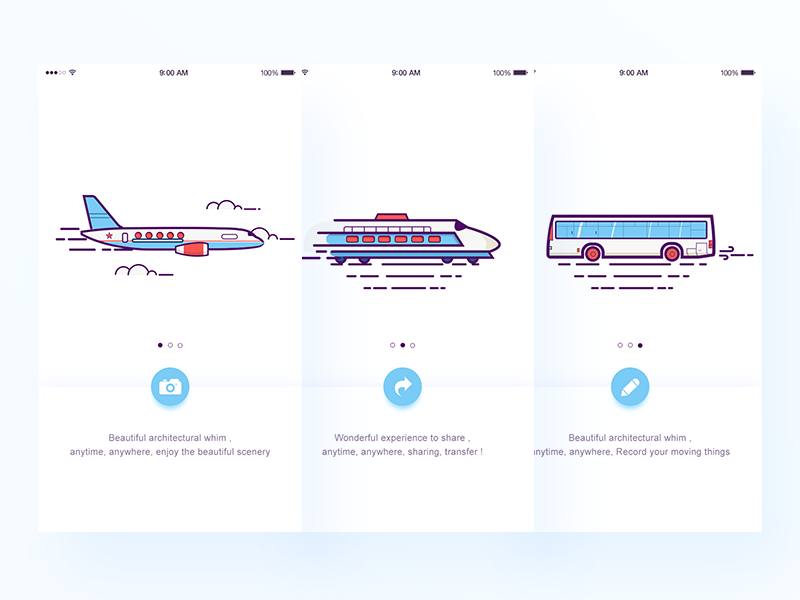 9:00 AM
100%
Beautiful architectural whim ,
anytime, anywhere, enjoy the beautiful scenery
9:00 AM
100%
Wonderful experience to share ,
anytime, anywhere, sharing, transfer !
9:00 AM
100%
Beautiful architectural whim ,
anytime, anywhere, Record your moving things